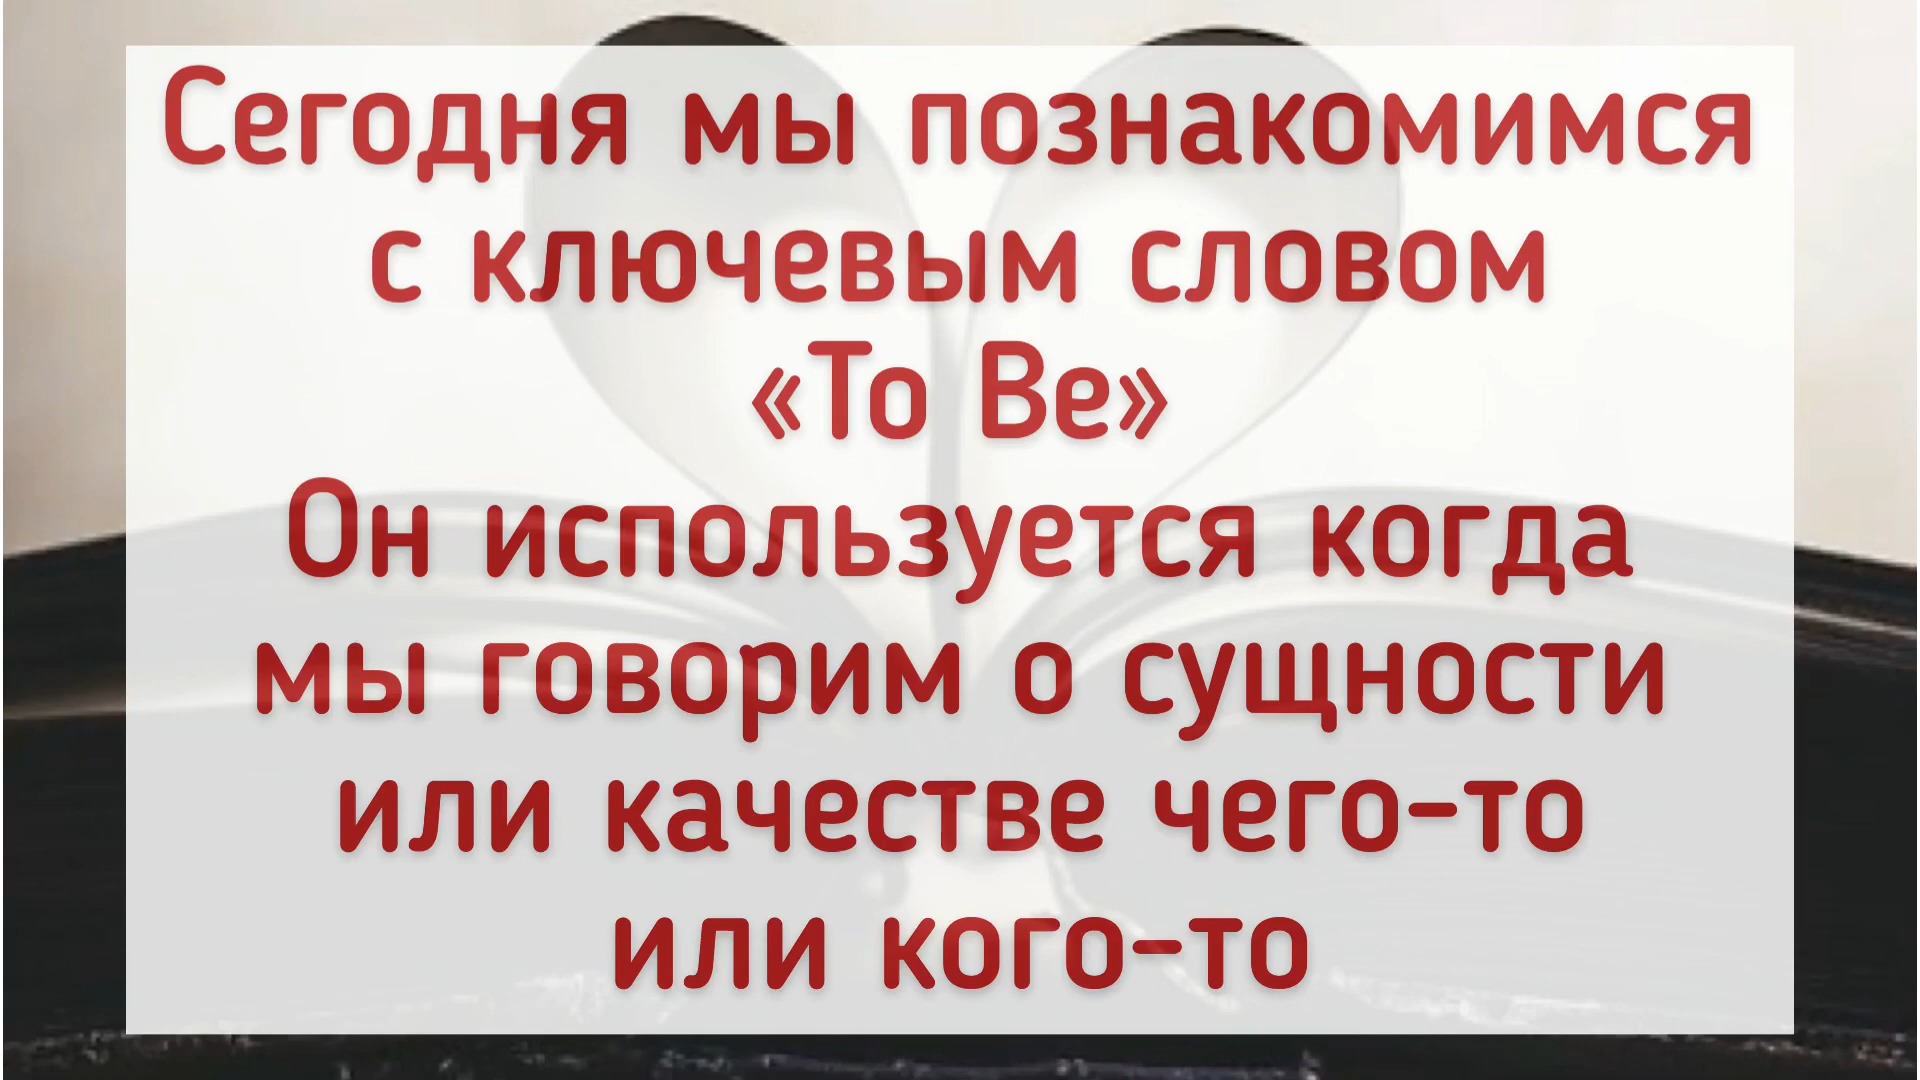 Сегодня мы познакомимся
с ключевым словом
«To Be»
Он используется когда
мы говорим о сущности
или качестве чего-то
или кого-то